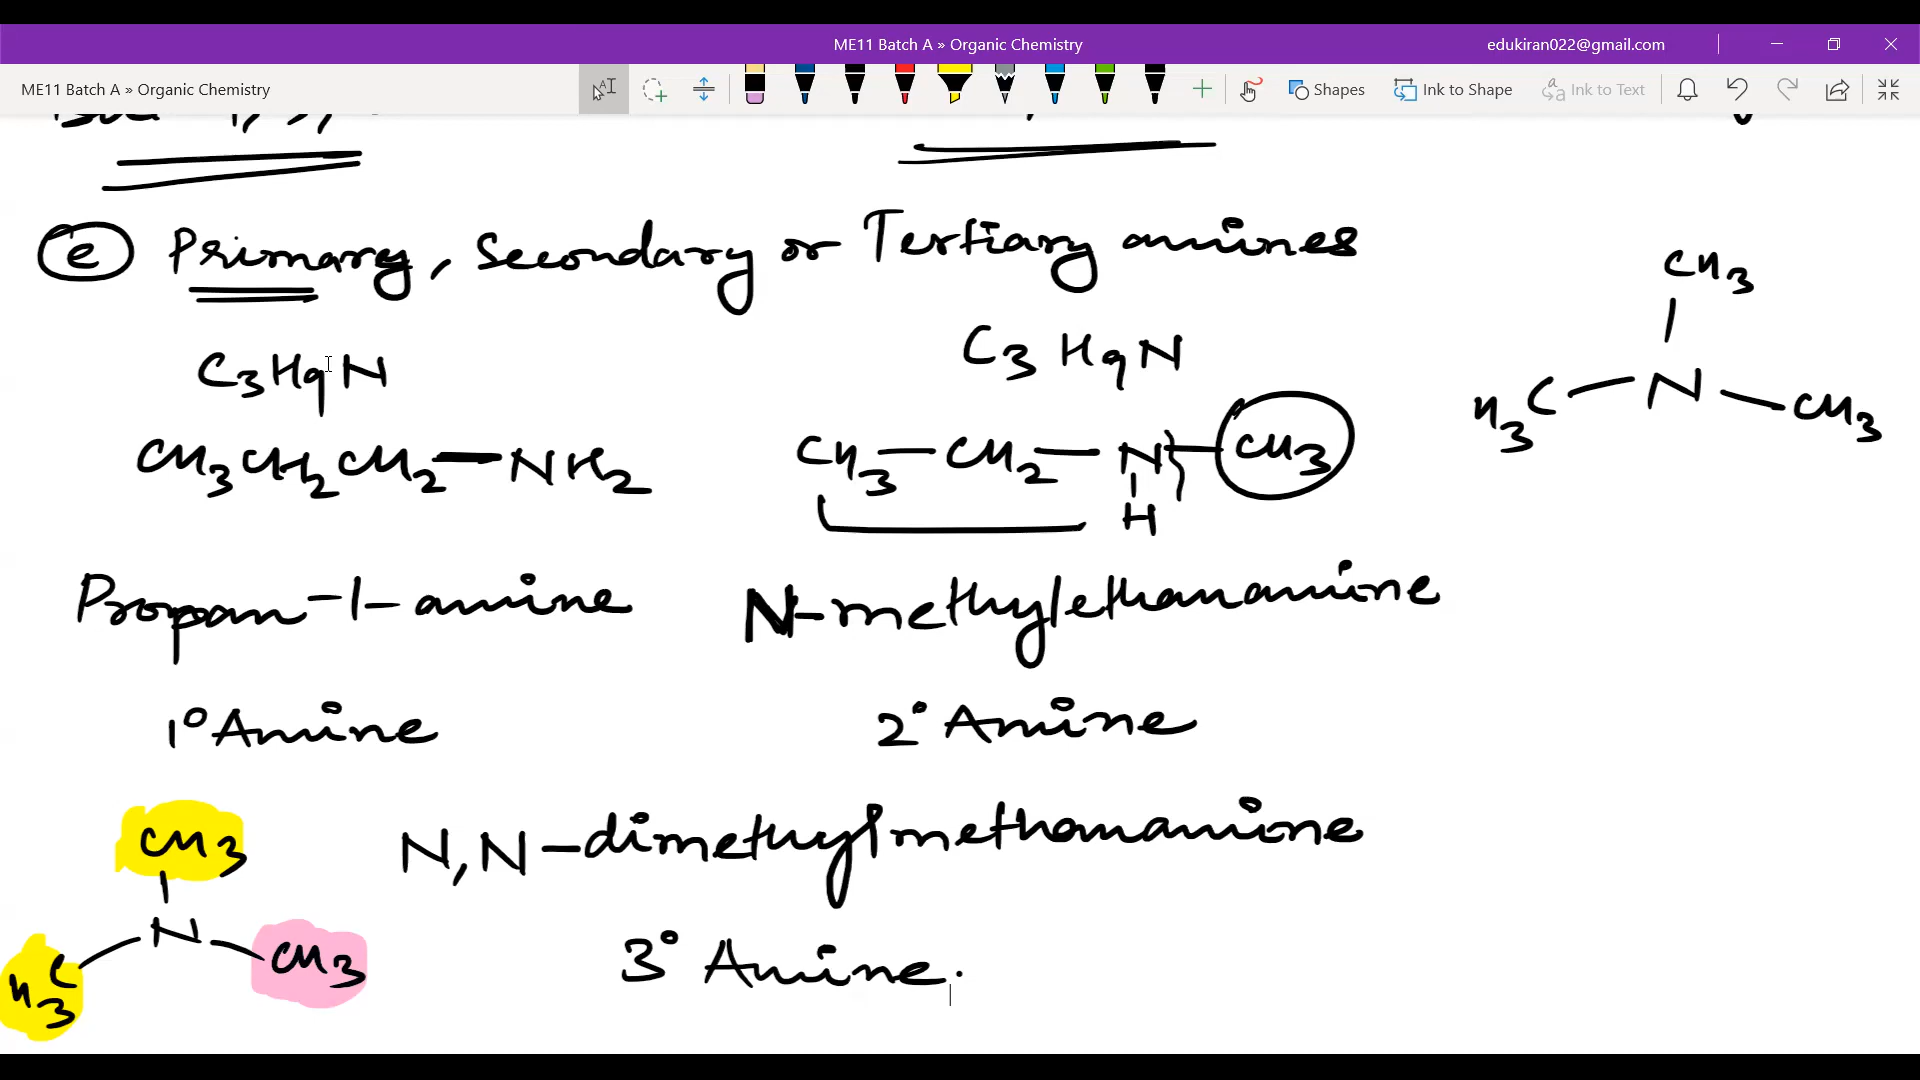 ME11 Batch A » Organic Chemistry
edukiran022@gmail.com
ME11 Batch A » Organic Chemistry
Shapes
Ink to Shape
Ink to Text
ⓔ Primary, Secondary or Tertiary amines
C3H9N
CH3CH2CH2—NH2
Propan-1-amine
1° Amine
C3H9N
CH3—CH2—N—CH3
H
N-methylethanamine
2° Amine
CH3
H3C—N—CH3
CH3
N
H3C
CH3
N,N-dimethylmethanamine
3° Amine.